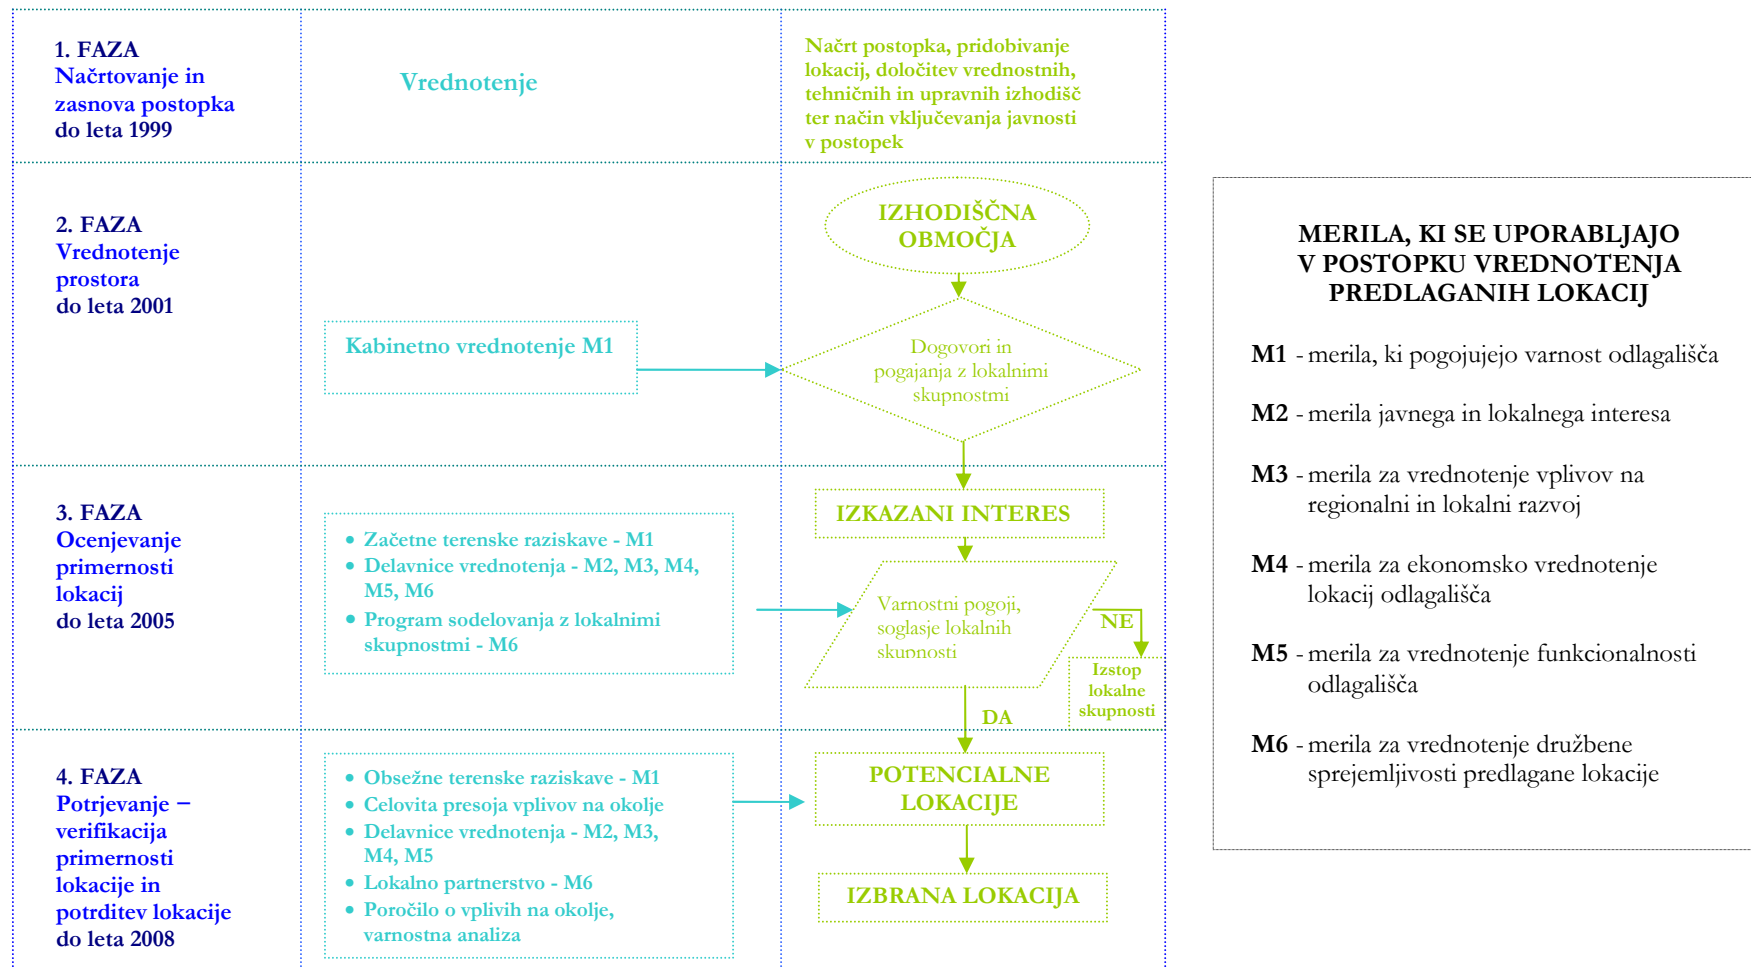 1. FAZA
Načrtovanje in
zasnova postopka
do leta 1999
Vrednotenje
Načrt postopka, pridobivanje
lokacij, določitev vrednostnih,
tehničnih in upravnih izhodišč
ter način vključevanja javnosti
v postopek
2. FAZA
Vrednotenje
prostora
do leta 2001
Kabinetno vrednotenje M1
IZHODIŠČNA
OBMOČJA
Dogovori in
pogajanja z lokalnimi
skupnostmi
3. FAZA
Ocenjevanje
primernosti
lokacij
do leta 2005
• Začetne terenske raziskave - M1
• Delavnice vrednotenja - M2, M3, M4,
M5, M6
• Program sodelovanja z lokalnimi
skupnostmi - M6
IZKAZANI INTERES
Varnostni pogoji,
soglasje lokalnih
skupnosti
NE
Izstop
lokalne
skupnosti
DA
4. FAZA
Potrjevanje –
verifikacija
primernosti
lokacije in
potrditev lokacije
do leta 2008
• Obsežne terenske raziskave - M1
• Celovita presoja vplivov na okolje
• Delavnice vrednotenja - M2, M3,
M4, M5
• Lokalno partnerstvo - M6
• Poročilo o vplivih na okolje,
varnostna analiza
POTENCIALNE
LOKACIJE
IZBRANA LOKACIJA
MERILA, KI SE UPORABLJAJO
V POSTOPKU VREDNOTENJA
PREDLAGANIH LOKACIJ
M1 - merila, ki pogojujejo varnost odlagališča
M2 - merila javnega in lokalnega interesa
M3 - merila za vrednotenje vplivov na
regionalni in lokalni razvoj
M4 - merila za ekonomsko vrednotenje
lokacij odlagališča
M5 - merila za vrednotenje funkcionalnosti
odlagališča
M6 - merila za vrednotenje družbene
sprejemljivosti predlagane lokacije